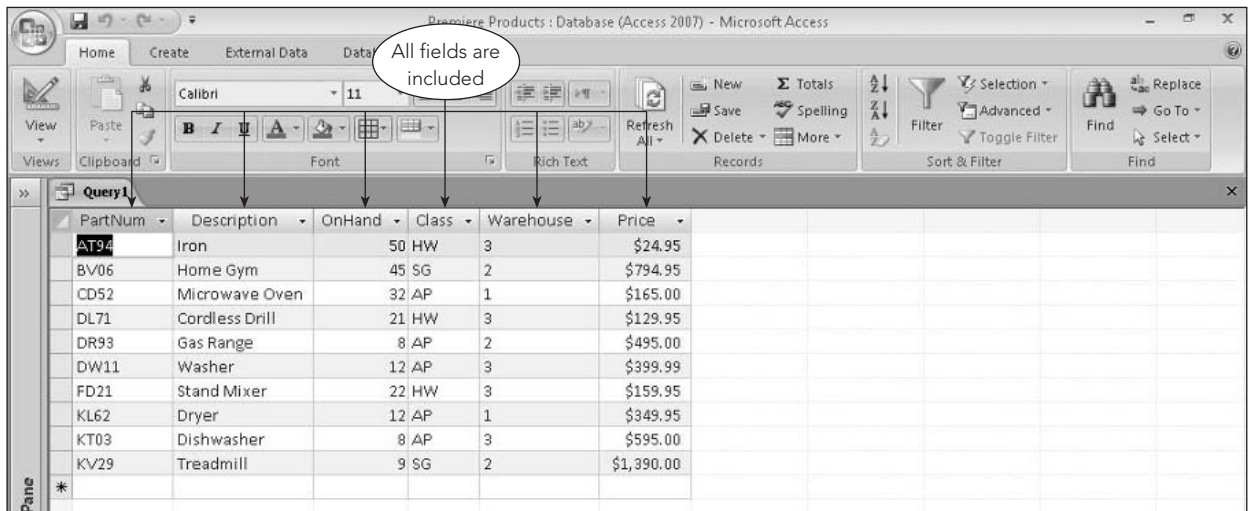 Premiere Products : Database (Access 2007) - Microsoft Access
Home Create External Data
All fields are
included
Calibri 11
B I U A
View Paste
Refresh
All
New Totals
Save Spelling
Delete More
Filter
Selection
Advanced
Toggle Filter
Find
Replace
Go To
Select
Views Clipboard Font Rich Text Records Sort & Filter Find
Query1
PartNum Description OnHand Class Warehouse Price
AT94 Iron 50 HW 3 $24.95
BV06 Home Gym 45 SG 2 $794.95
CD52 Microwave Oven 32 AP 1 $165.00
DL71 Cordless Drill 21 HW 3 $129.95
DR93 Gas Range 8 AP 2 $495.00
DW11 Washer 12 AP 3 $399.99
FD21 Stand Mixer 22 HW 3 $159.95
KL62 Dryer 12 AP 1 $349.95
KT03 Dishwasher 8 AP 3 $595.00
KV29 Treadmill 9 SG 2 $1,390.00
Pane